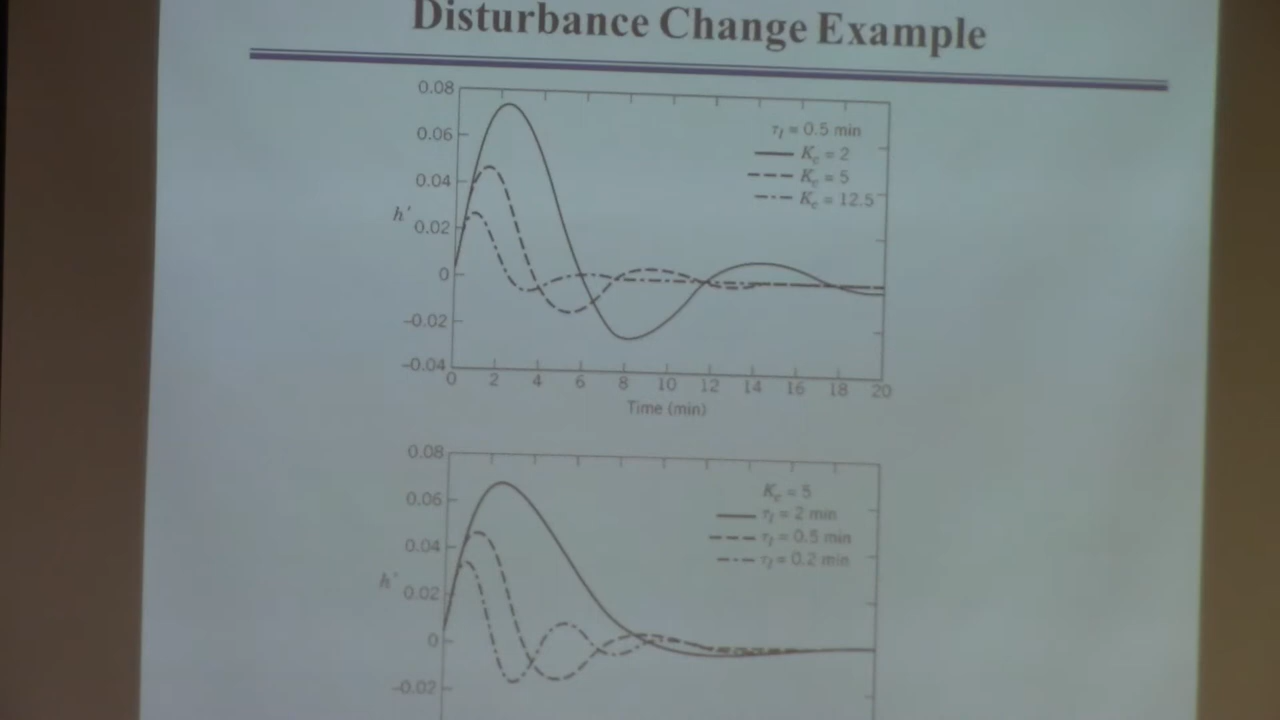 Disturbance Change Example
0.08
τI = 0.5 min
0.06
Kc = 2
Kc = 5
0.04
Kc = 12.5
h'
0.02
0
−0.02
−0.04
0 2 4 6 8 10 12 14 16 18 20
Time (min)
0.08
Kc = 5
0.06
τI = 2 min
τI = 0.5 min
0.04
τI = 0.2 min
h'
0.02
0
−0.02